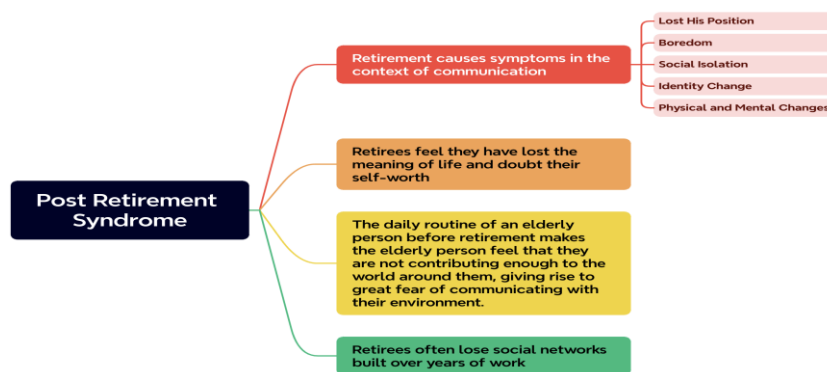 Post Retirement
Syndrome
Retirement causes symptoms in the
context of communication
Lost His Position
Boredom
Social Isolation
Identity Change
Physical and Mental Changes
Retirees feel they have lost the
meaning of life and doubt their
self-worth
The daily routine of an elderly
person before retirement makes
the elderly person feel that they
are not contributing enough to the
world around them, giving rise to
great fear of communicating with
their environment.
Retirees often lose social networks
built over years of work